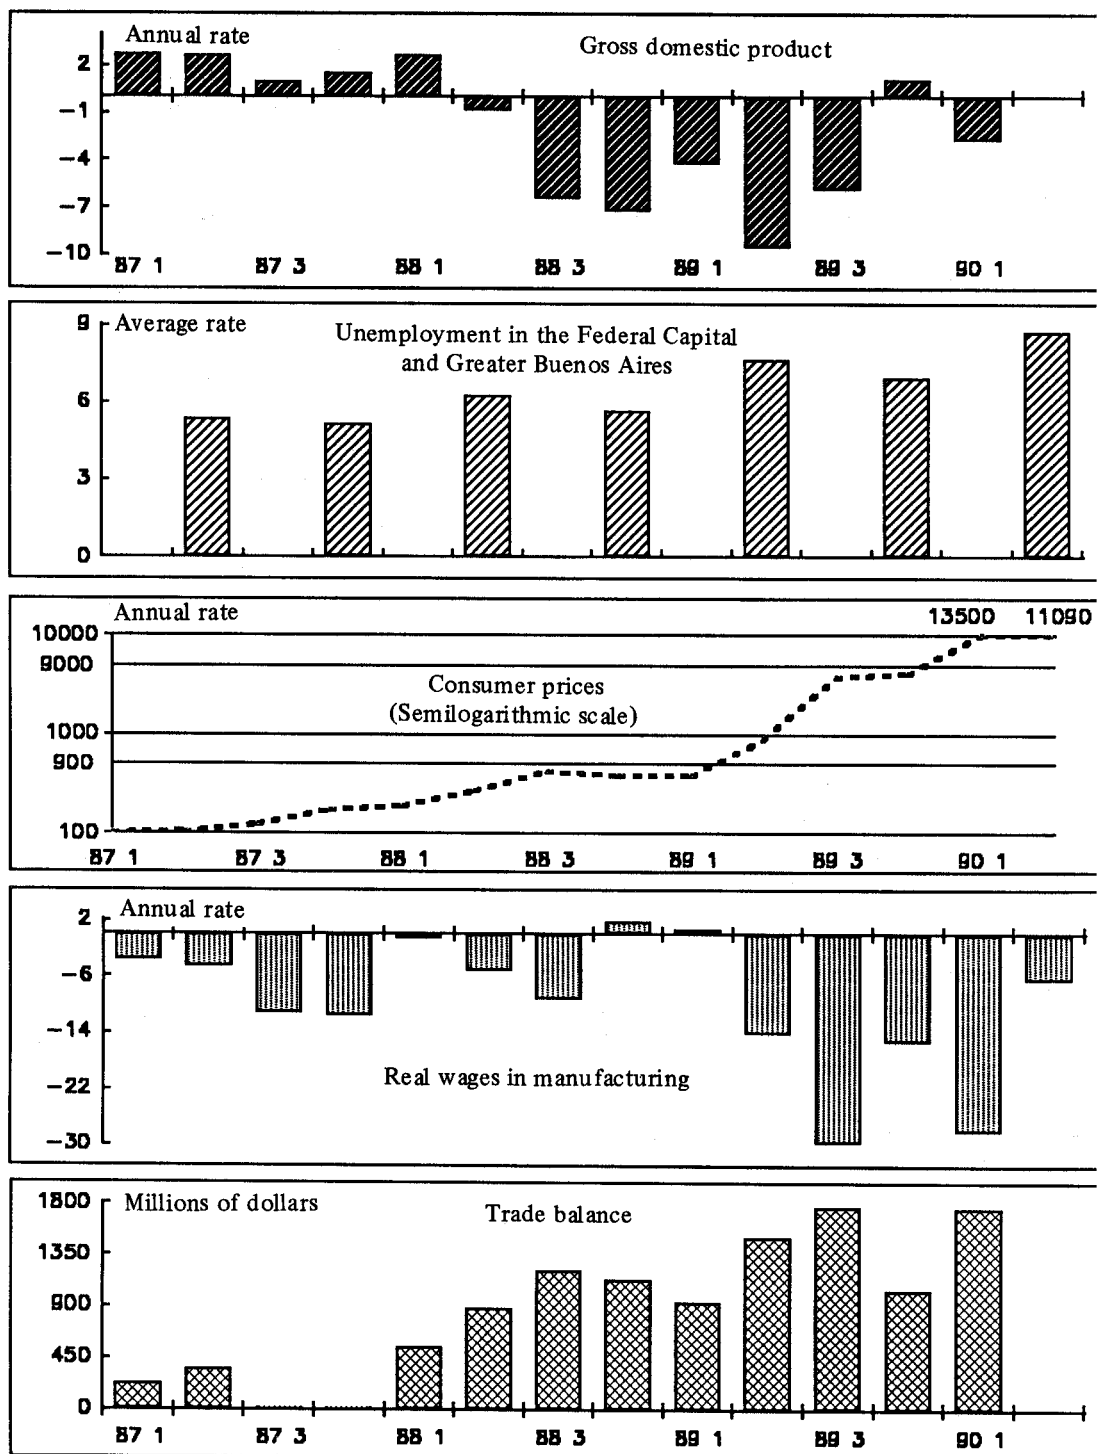 Annual rate
Gross domestic product
2
-1
-4
-7
-10
87 1 87 3 88 1 88 3 89 1 89 3 90 1
9
Average rate
Unemployment in the Federal Capital
and Greater Buenos Aires
6
3
0
Annual rate
13500 11090
10000
9000
Consumer prices
(Semilogarithmic scale)
1000
900
100
87 1 87 3 88 1 88 3 89 1 89 3 90 1
Annual rate
2
-6
-14
Real wages in manufacturing
-22
-30
1800
Millions of dollars
Trade balance
1350
900
450
0
87 1 87 3 88 1 88 3 89 1 89 3 90 1